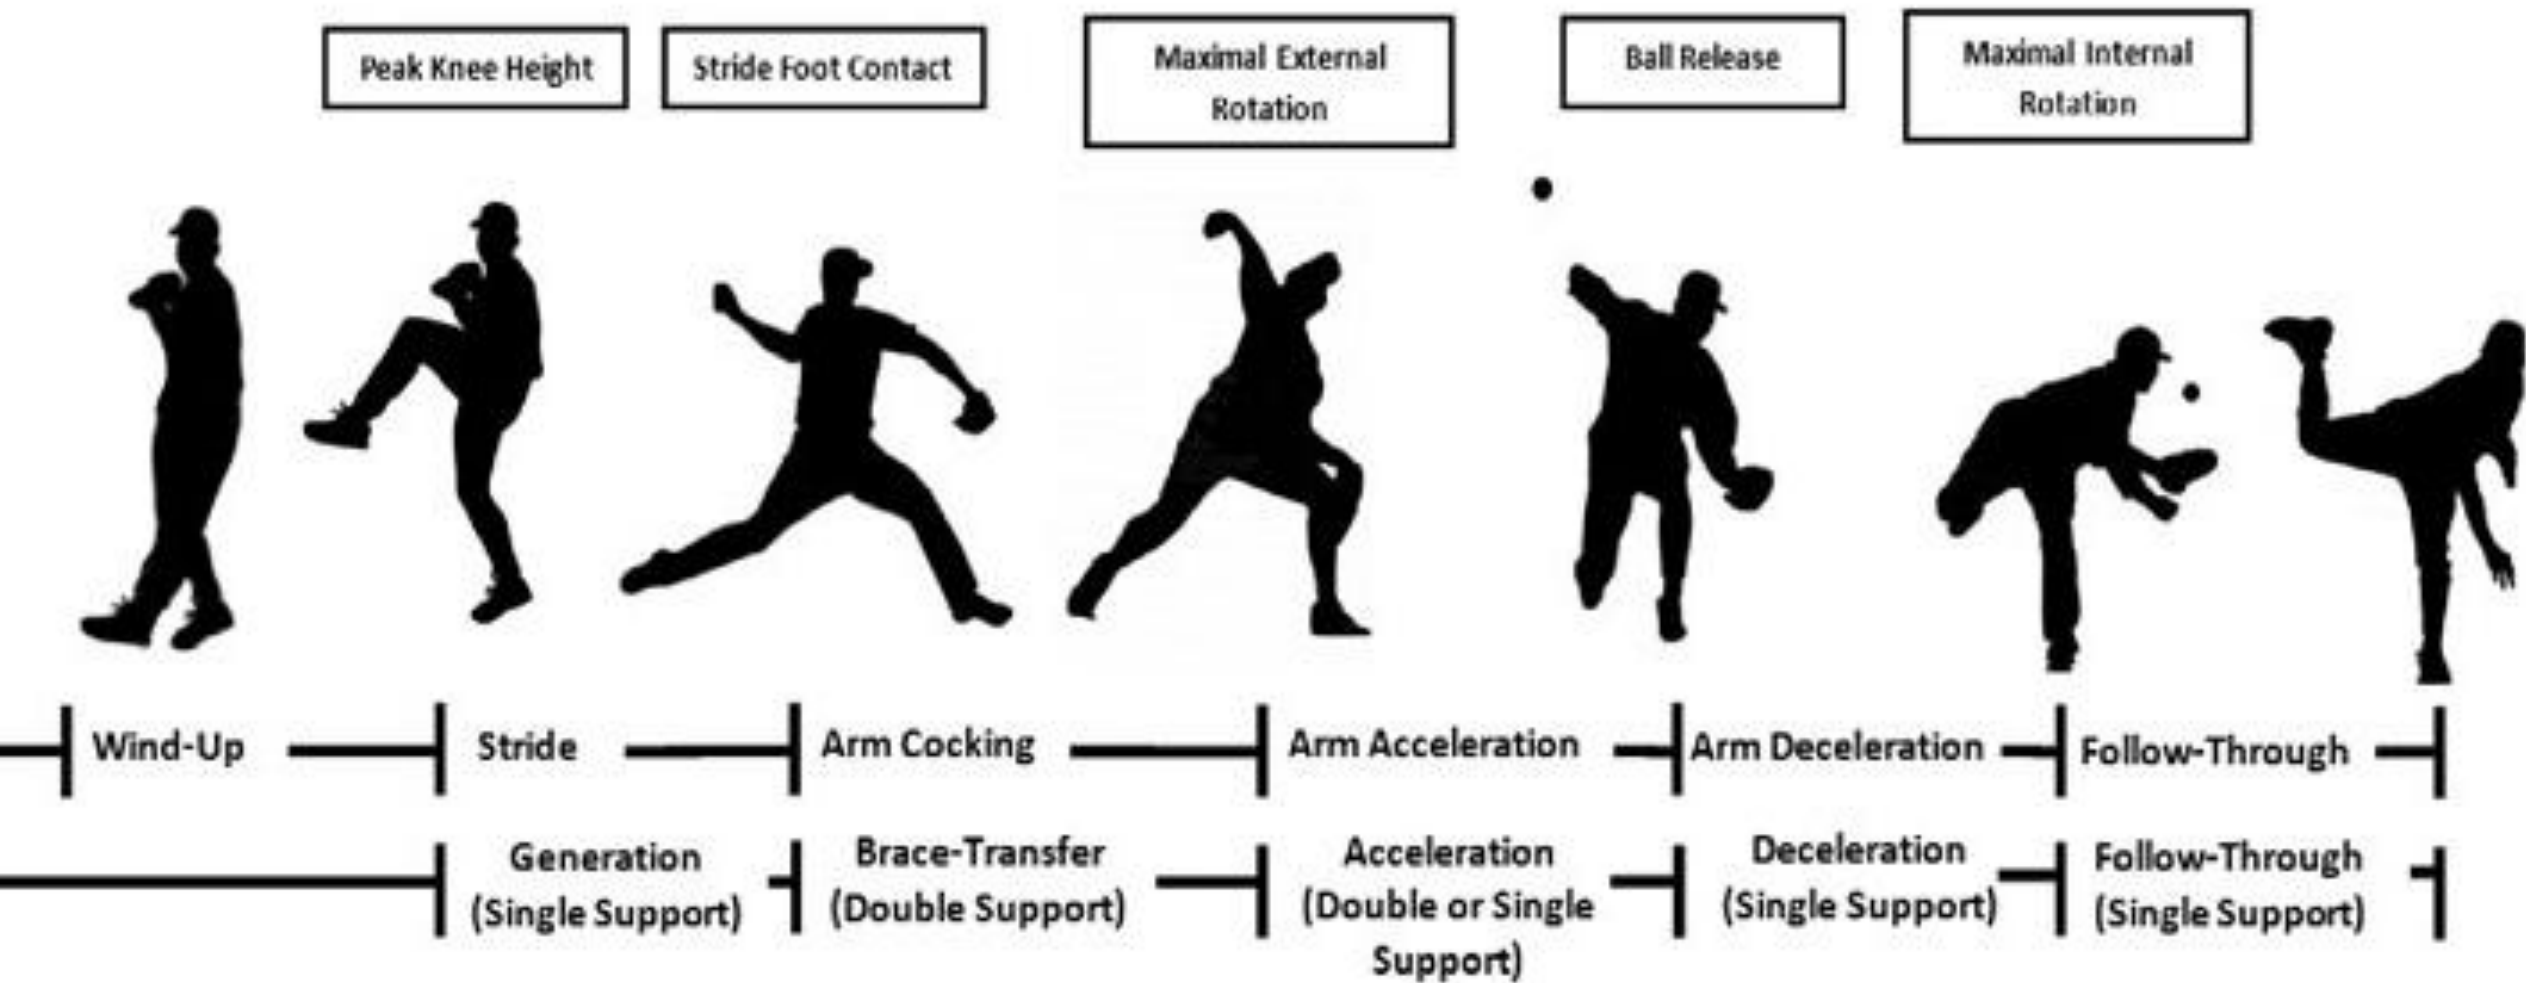 Peak Knee Height
Stride Foot Contact
Maximal External
Rotation
Ball Release
Maximal Internal
Rotation
Wind-Up
Stride
Arm Cocking
Arm Acceleration
Arm Deceleration
Follow-Through
Generation
(Single Support)
Brace-Transfer
(Double Support)
Acceleration
(Double or Single
Support)
Deceleration
(Single Support)
Follow-Through
(Single Support)